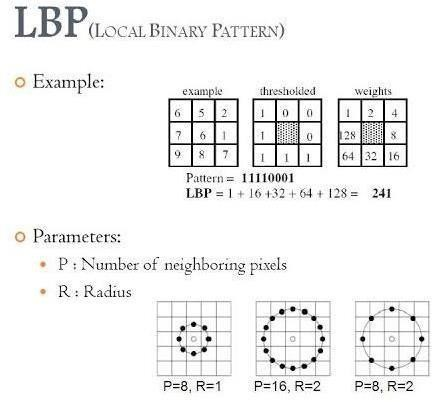 LBP (LOCAL BINARY PATTERN)
Example:
example thresholded weights
6 5 2 1 0 0 1 2 4
7 6 1 1 0 128 8
9 8 7 1 1 1 64 32 16
Pattern = 11110001
LBP = 1 + 16 +32 + 64 + 128 = 241
Parameters:
• P : Number of neighboring pixels
• R : Radius
P=8, R=1 P=16, R=2 P=8, R=2